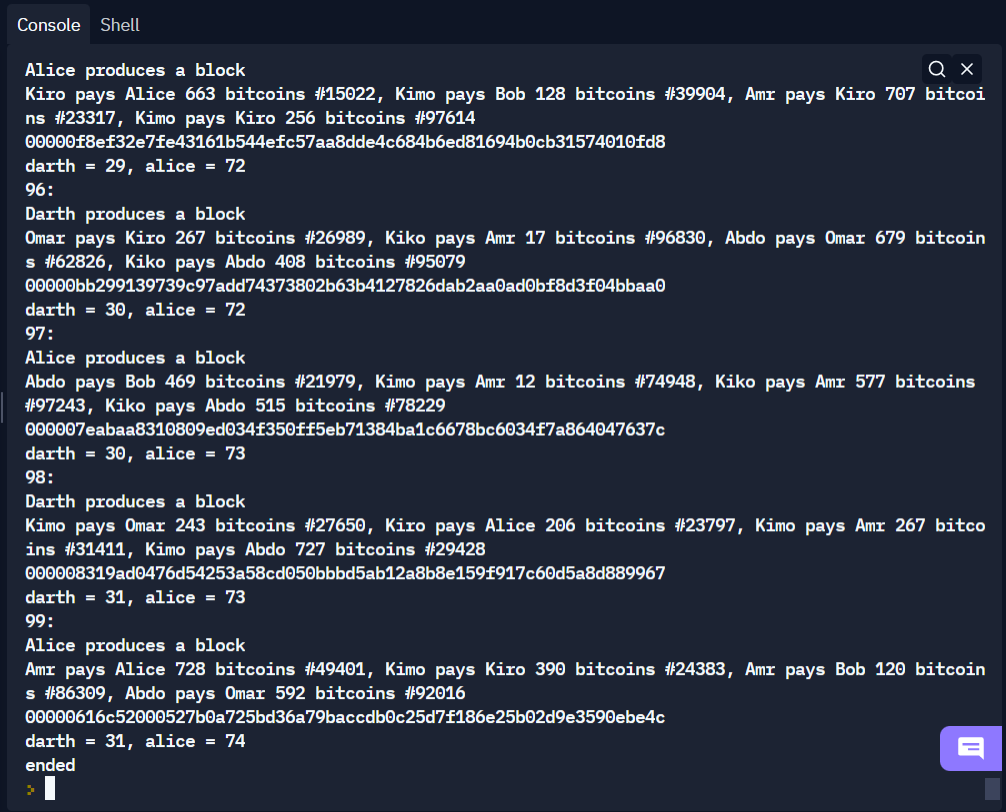 Console Shell
Alice produces a block
Kiro pays Alice 663 bitcoins #15022, Kimo pays Bob 128 bitcoins #39904, Amr pays Kiro 707 bitcoi
ns #23317, Kimo pays Kiro 256 bitcoins #97614
00000f8ef32e7fe43161b544efc57aa8dde4c684b6ed81694b0cb31574010fd8
darth = 29, alice = 72
96:
Darth produces a block
Omar pays Kiro 267 bitcoins #26989, Kiko pays Amr 17 bitcoins #96830, Abdo pays Omar 679 bitcoin
s #62826, Kiko pays Abdo 408 bitcoins #95079
00000bb299139739c97add74373802b63b4127826dab2aa0ad0bf8d3f04bbaa0
darth = 30, alice = 72
97:
Alice produces a block
Abdo pays Bob 469 bitcoins #21979, Kimo pays Amr 12 bitcoins #74948, Kiko pays Amr 577 bitcoins
#97243, Kiko pays Abdo 515 bitcoins #78229
000007eabaa8310809ed034f350ff5eb71384ba1c6678bc6034f7a864047637c
darth = 30, alice = 73
98:
Darth produces a block
Kimo pays Omar 243 bitcoins #27650, Kiro pays Alice 206 bitcoins #23797, Kimo pays Amr 267 bitco
ins #31411, Kimo pays Abdo 727 bitcoins #29428
000008319ad0476d54253a58cd050bbbd5ab12a8b8e159f917c60d5a8d889967
darth = 31, alice = 73
99:
Alice produces a block
Amr pays Alice 728 bitcoins #49401, Kimo pays Kiro 390 bitcoins #24383, Amr pays Bob 120 bitcoin
s #86309, Abdo pays Omar 592 bitcoins #92016
00000616c52000527b0a725bd36a79baccdb0c25d7f186e25b02d9e3590ebe4c
darth = 31, alice = 74
ended
>